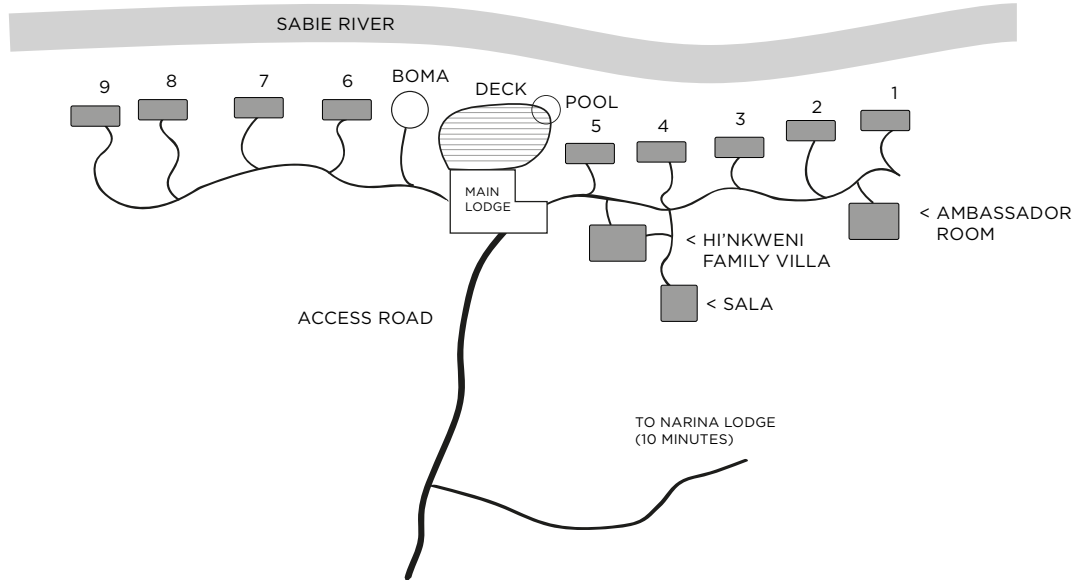 SABIE RIVER
9
8
7
6
BOMA
DECK
POOL
5
4
3
2
1
MAIN
LODGE
< AMBASSADOR
ROOM
< HI'NKWENI
FAMILY VILLA
< SALA
ACCESS ROAD
TO NARINA LODGE
(10 MINUTES)